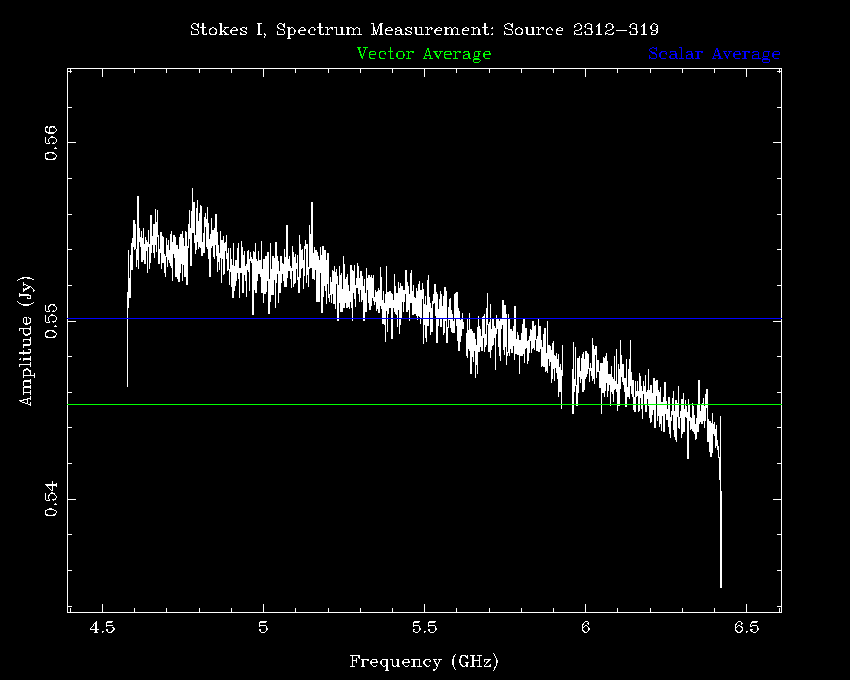 Stokes I, Spectrum Measurement: Source 2312−319
Vector Average Scalar Average
0.56
0.55
0.54
Amplitude (Jy)
4.5 5 5.5 6 6.5
Frequency (GHz)